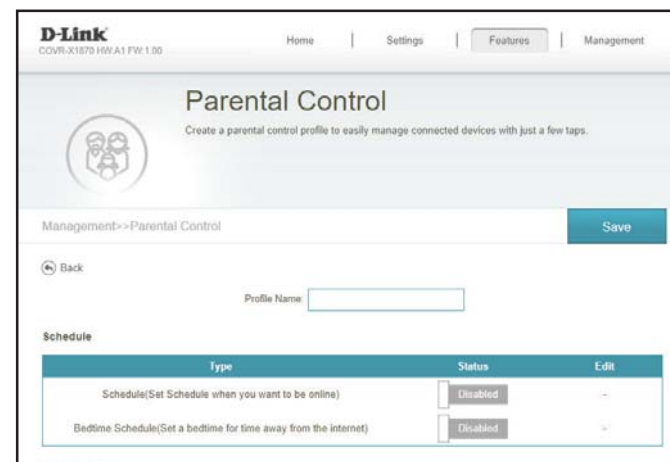 D-Link
COVR-X1870 HW:A1 FW:1.00
Home | Settings | Features | Management
Parental Control
Create a parental control profile to easily manage connected devices with just a few taps.
Management>>Parental Control
Save
Back
Profile Name:
Schedule
Type Status Edit
Schedule(Set Schedule when you want to be online) Disabled -
Bedtime Schedule(Set a bedtime for time away from the internet) Disabled -